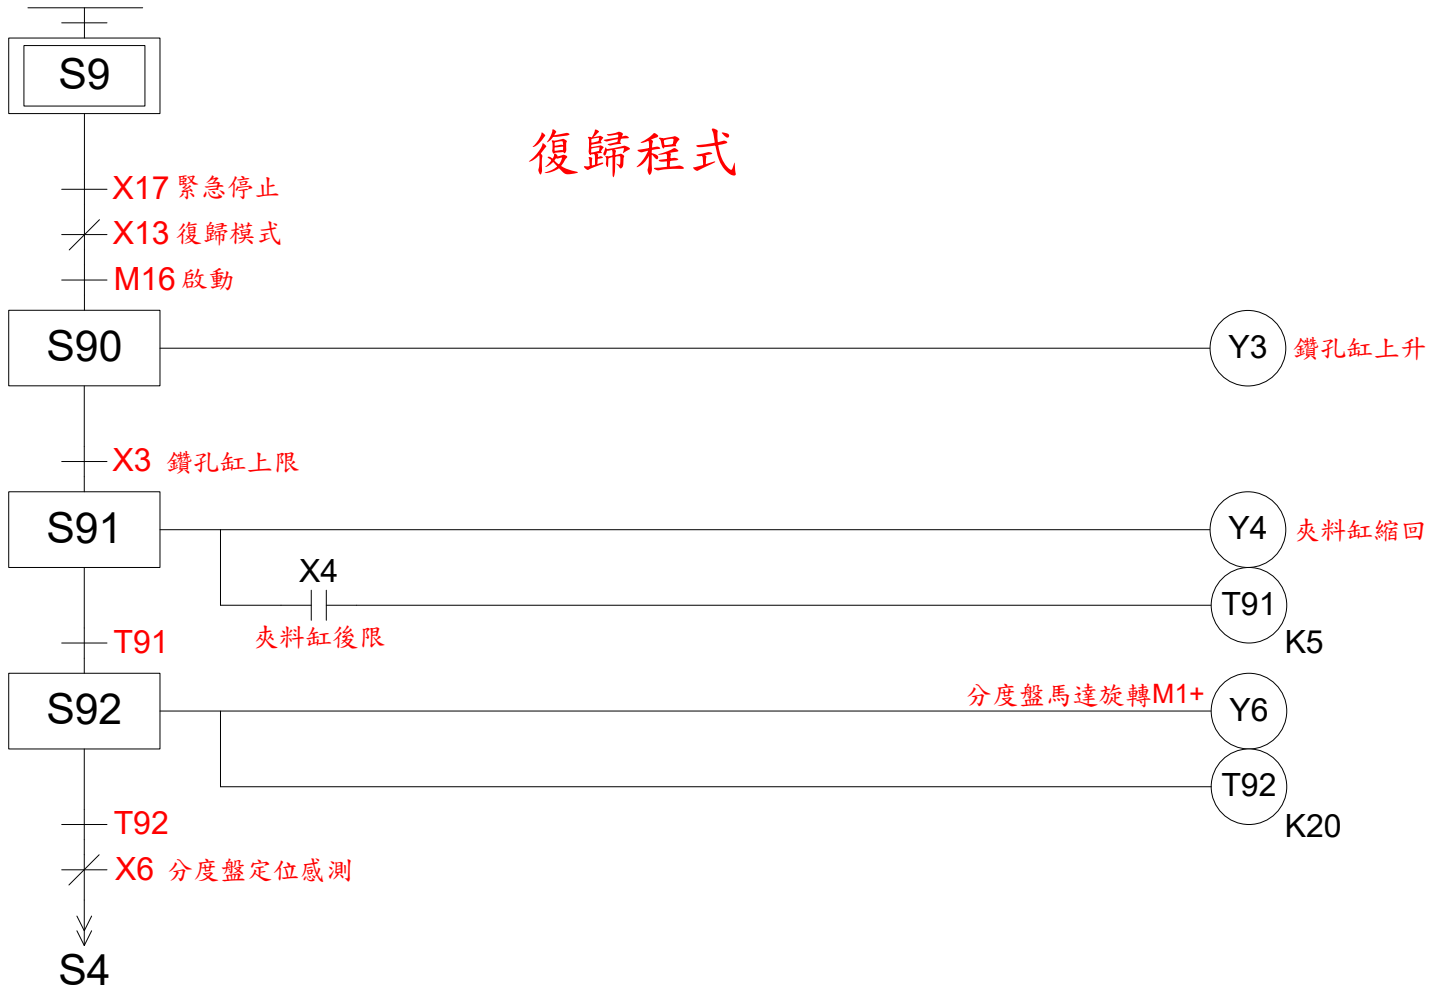 S9
復歸程式
X17 緊急停止
X13 復歸模式
M16 啟動
S90
Y3 鑽孔缸上升
X3 鑽孔缸上限
S91
Y4 夾料缸縮回
X4
T91
夾料缸後限
K5
T91
S92
分度盤馬達旋轉M1+
Y6
T92
K20
T92
X6 分度盤定位感測
S4